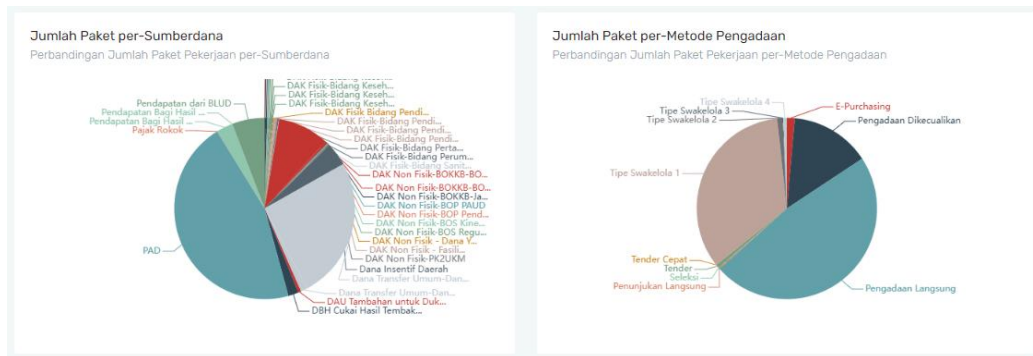 Jumlah Paket per-Sumberdana
Perbandingan Jumlah Paket Pekerjaan per-Sumberdana
DAK Fisik-Bidang Keseh...
DAK Fisik-Bidang Keseh...
DAK Fisik-Bidang Keseh...
DAK Fisik Bidang Pendi...
DAK Fisik-Bidang Pendi...
DAK Fisik-Bidang Pendi...
DAK Fisik-Bidang Pendi...
DAK Fisik-Bidang Perta...
DAK Fisik-Bidang Perum...
DAK Fisik-Bidang Sanit...
DAK Non Fisik-BOKKB-BO...
DAK Non Fisik-BOKKB-BO...
DAK Non Fisik-BOKKB-Ja...
DAK Non Fisik-BOP PAUD
DAK Non Fisik-BOP Pend...
DAK Non Fisik-BOS Kine...
DAK Non Fisik-BOS Regu...
DAK Non Fisik - Dana Y...
DAK Non Fisik - Fasili...
DAK Non Fisik-PK2UKM
Dana Insentif Daerah
Dana Transfer Umum-Dan...
Dana Transfer Umum-Dan...
DAU Tambahan untuk Duk...
DBH Cukai Hasil Tembak...
PAD
Pajak Rokok
Pendapatan Bagi Hasil ...
Pendapatan Bagi Hasil ...
Pendapatan dari BLUD
Jumlah Paket per-Metode Pengadaan
Perbandingan Jumlah Paket Pekerjaan per-Metode Pengadaan
E-Purchasing
Pengadaan Dikecualikan
Pengadaan Langsung
Penunjukan Langsung
Seleksi
Tender
Tender Cepat
Tipe Swakelola 1
Tipe Swakelola 2
Tipe Swakelola 3
Tipe Swakelola 4